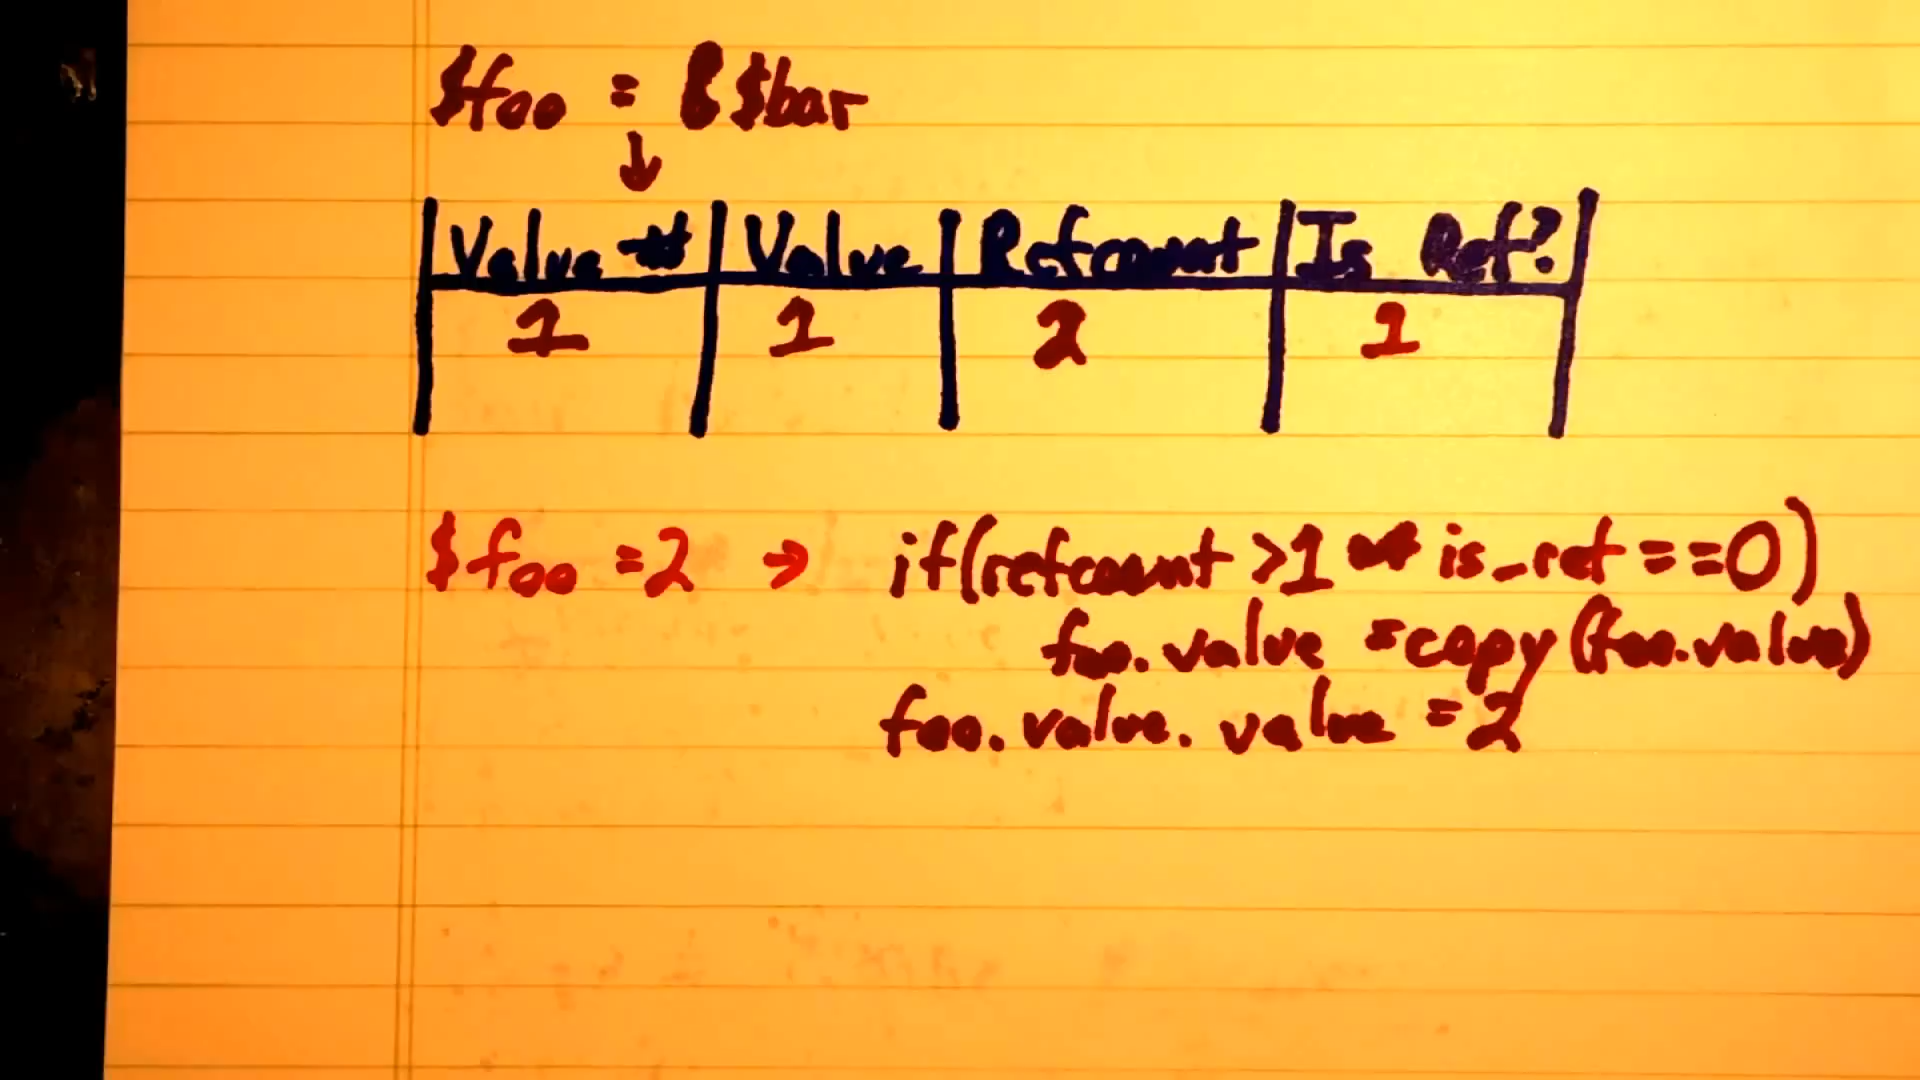 $foo = &$bar
↓
Value # Value Refcount Is Ref?
1 1 2 1
$foo = 2 → if(refcount >1 && is_ref == 0)
foo.value = copy(foo.value)
foo.value.value = 2